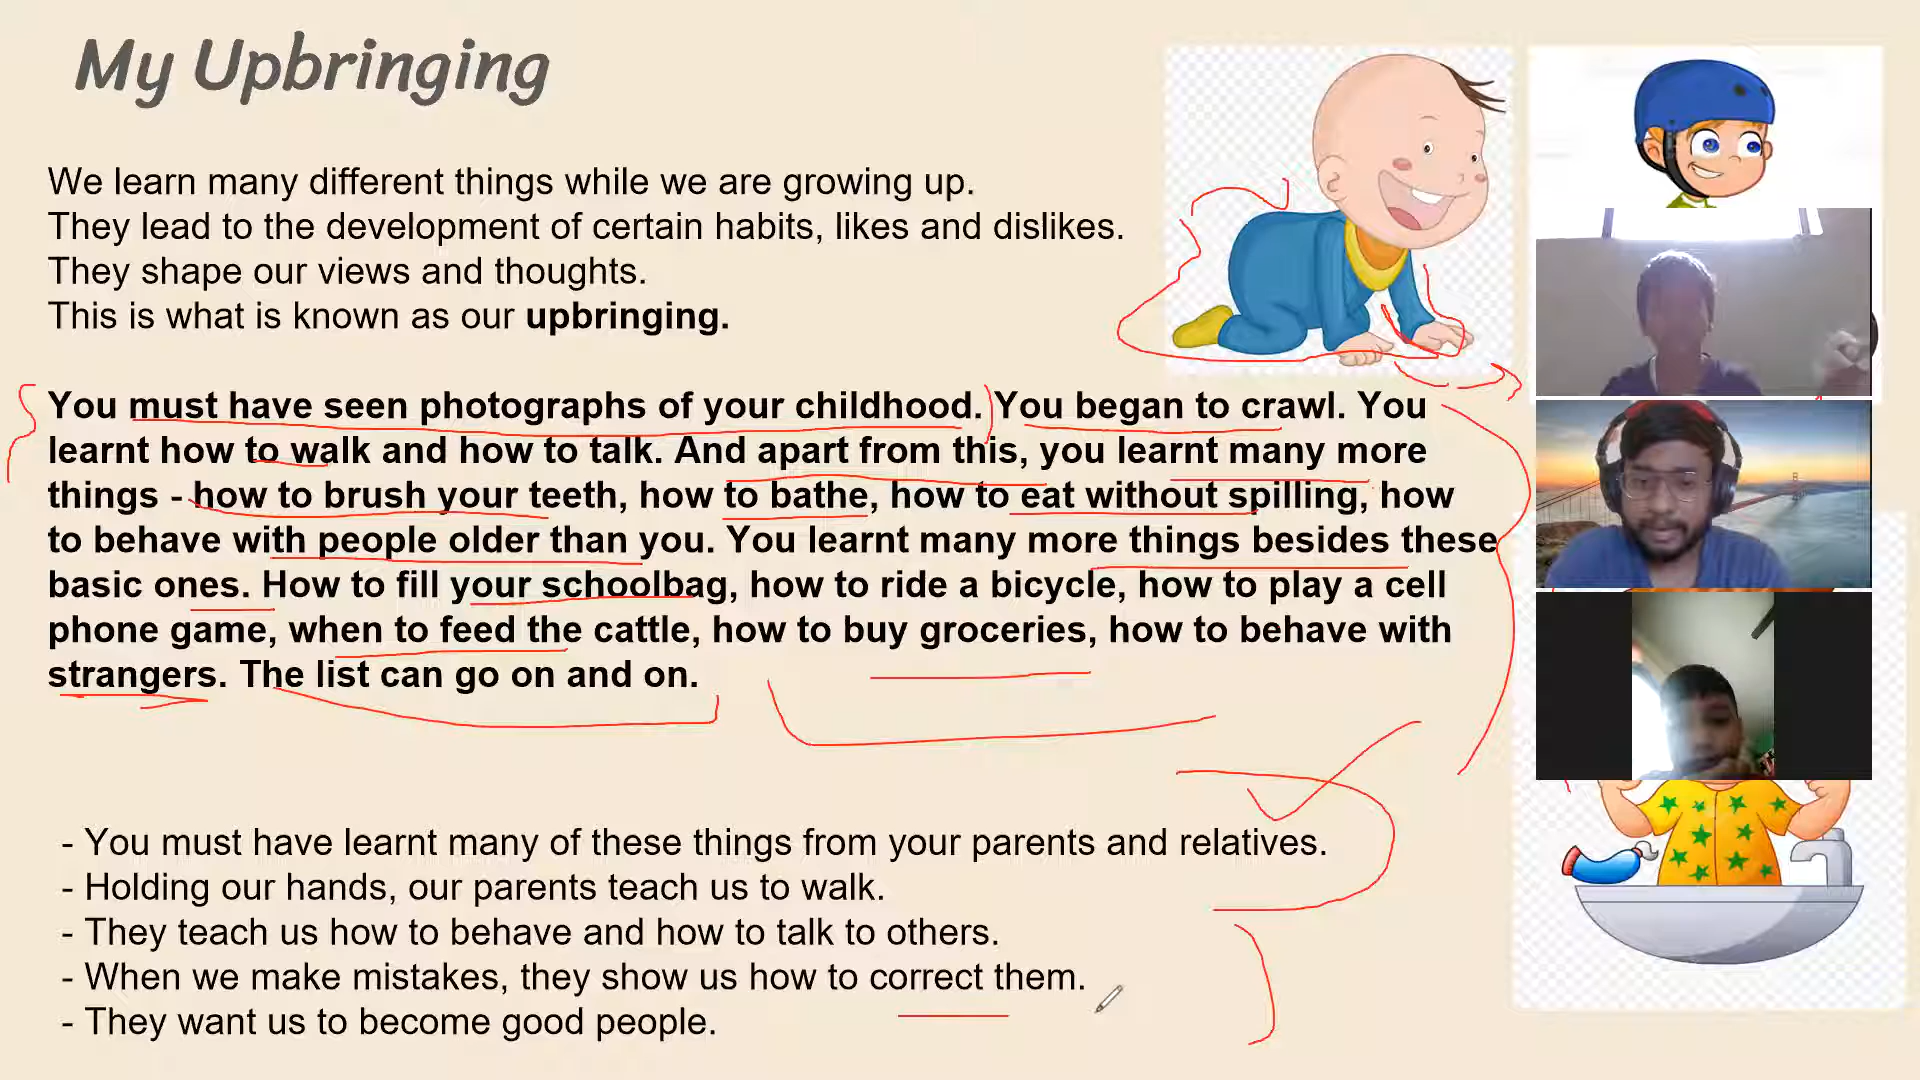 My Upbringing
We learn many different things while we are growing up.
They lead to the development of certain habits, likes and dislikes.
They shape our views and thoughts.
This is what is known as our upbringing.
You must have seen photographs of your childhood. You began to crawl. You
learnt how to walk and how to talk. And apart from this, you learnt many more
things - how to brush your teeth, how to bathe, how to eat without spilling, how
to behave with people older than you. You learnt many more things besides these
basic ones. How to fill your schoolbag, how to ride a bicycle, how to play a cell
phone game, when to feed the cattle, how to buy groceries, how to behave with
strangers. The list can go on and on.
- You must have learnt many of these things from your parents and relatives.
- Holding our hands, our parents teach us to walk.
- They teach us how to behave and how to talk to others.
- When we make mistakes, they show us how to correct them.
- They want us to become good people.